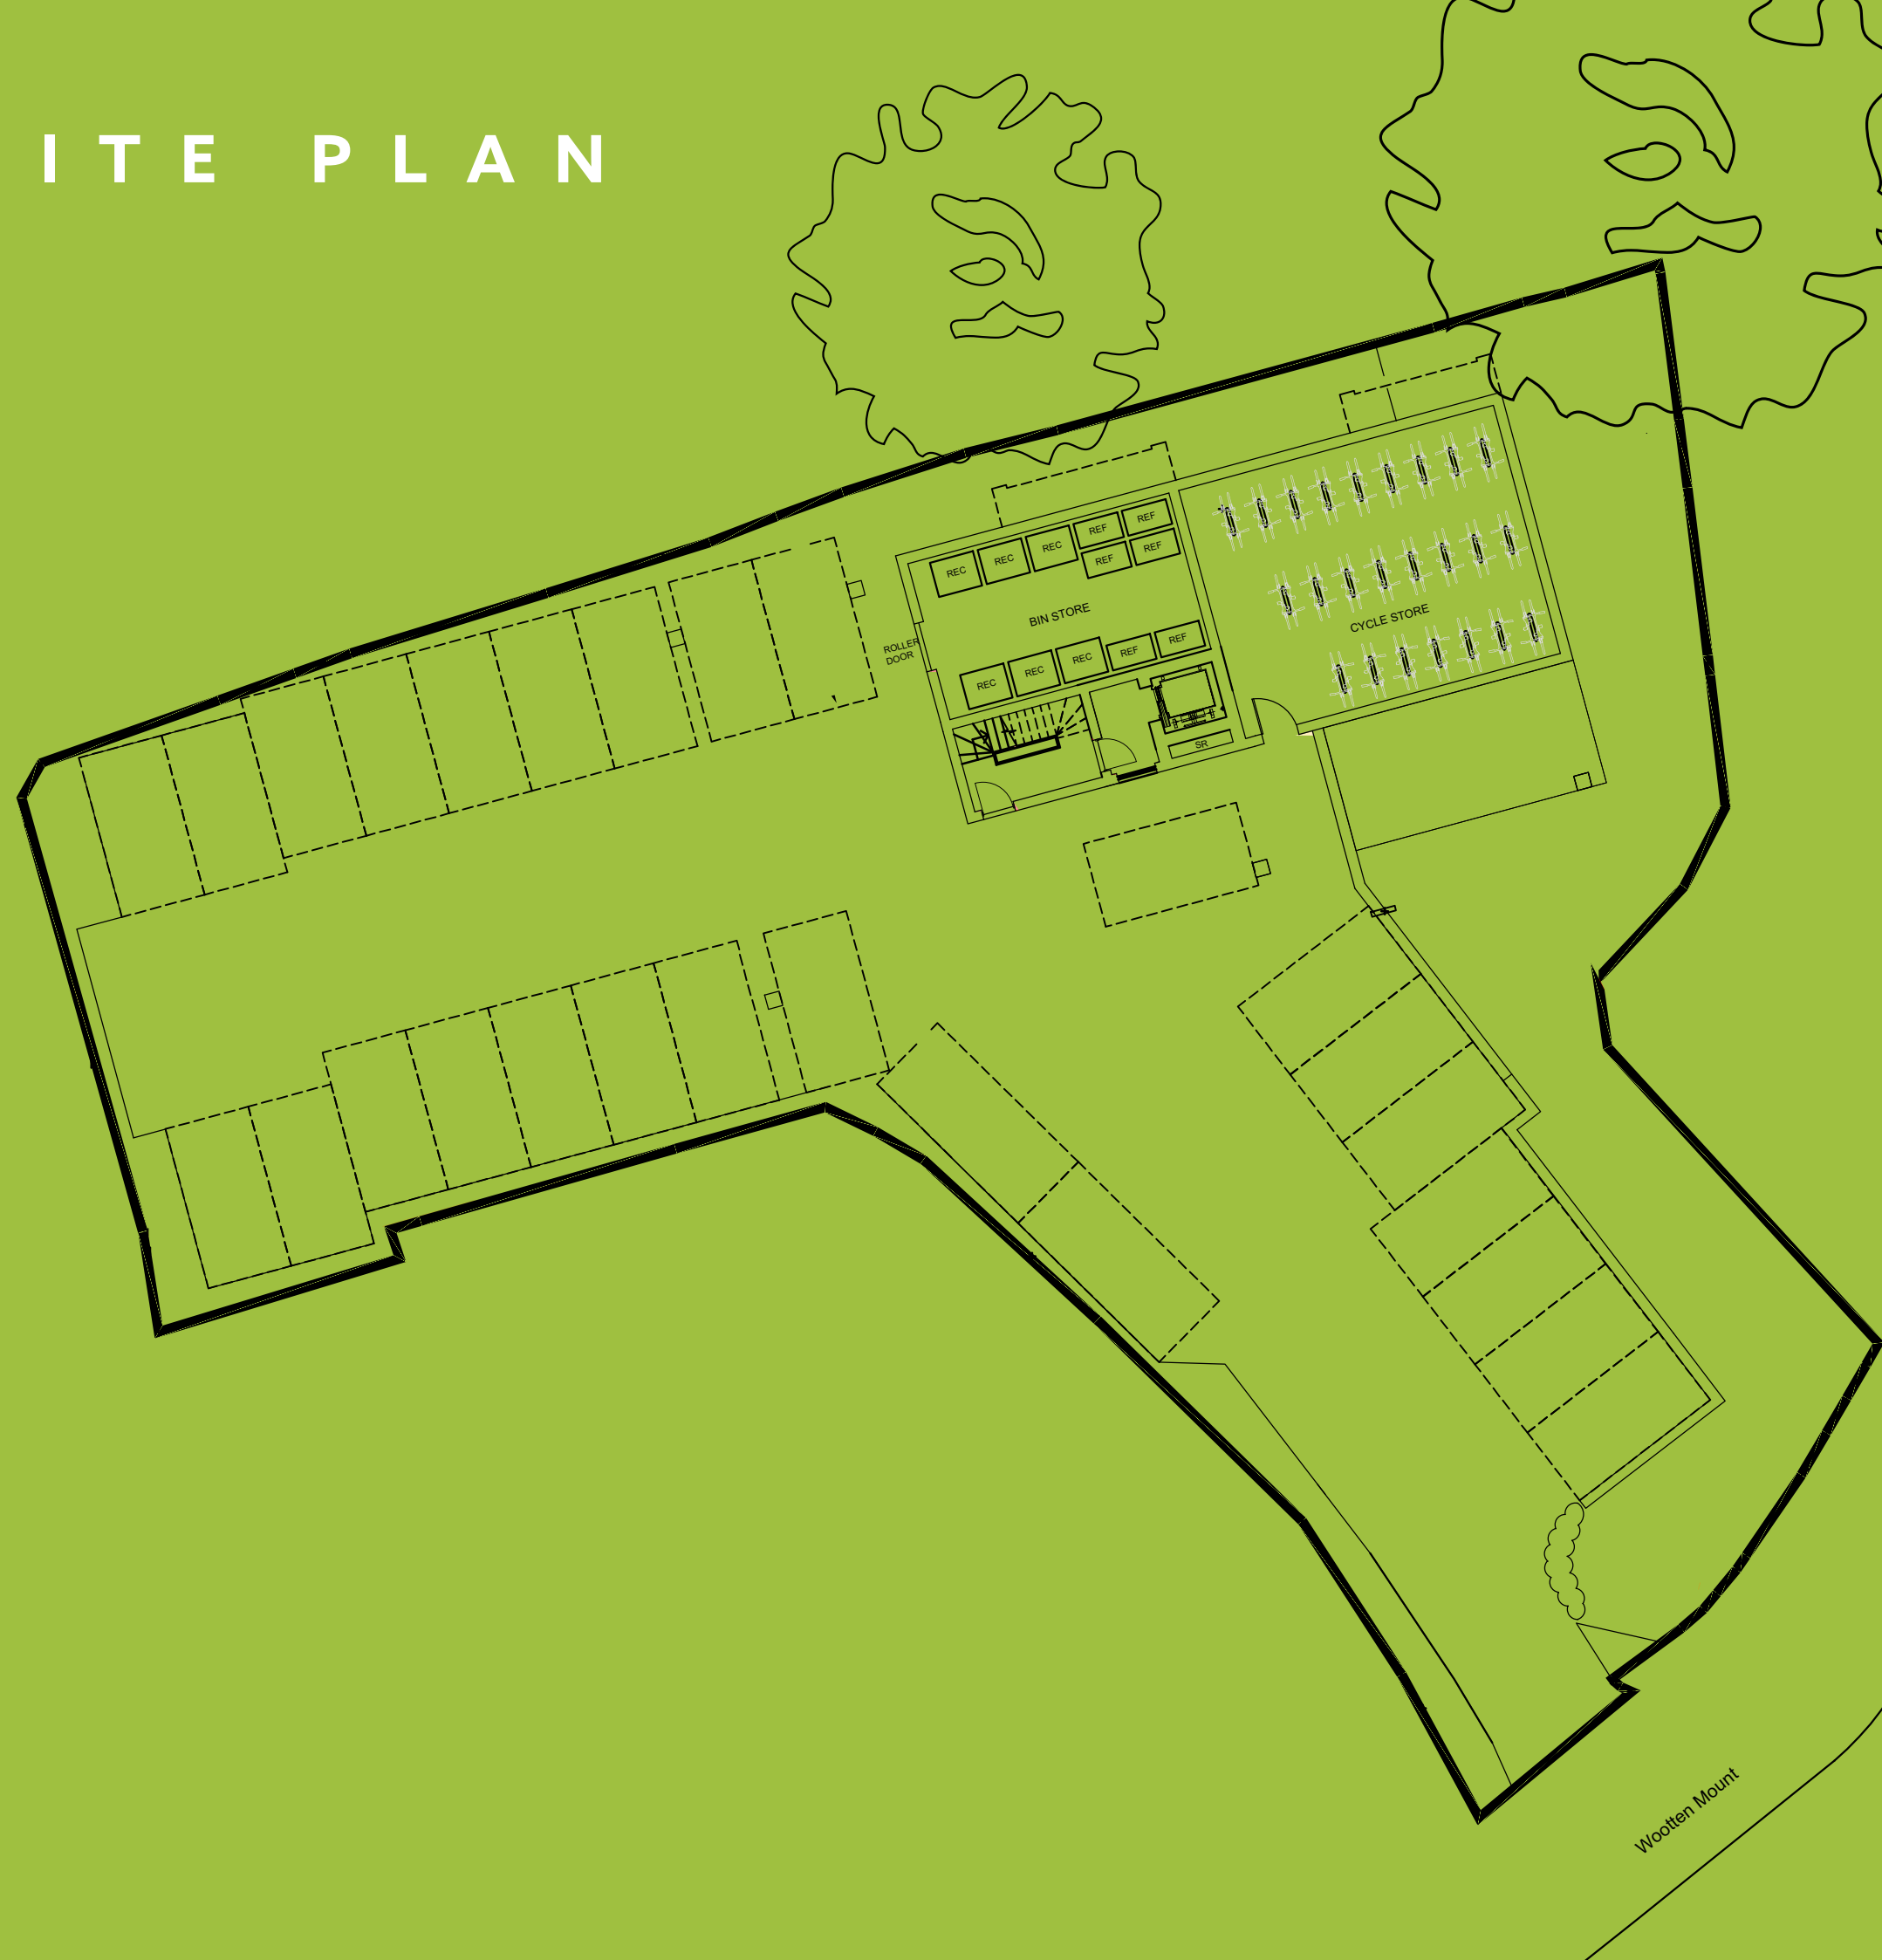 ITE PLAN
REF
REF
REC
REC
REC
REF
REF
BIN STORE
CYCLE STORE
ROLLER
DOOR
REF
REF
REC
REC
REC
SR
Wootten Mount